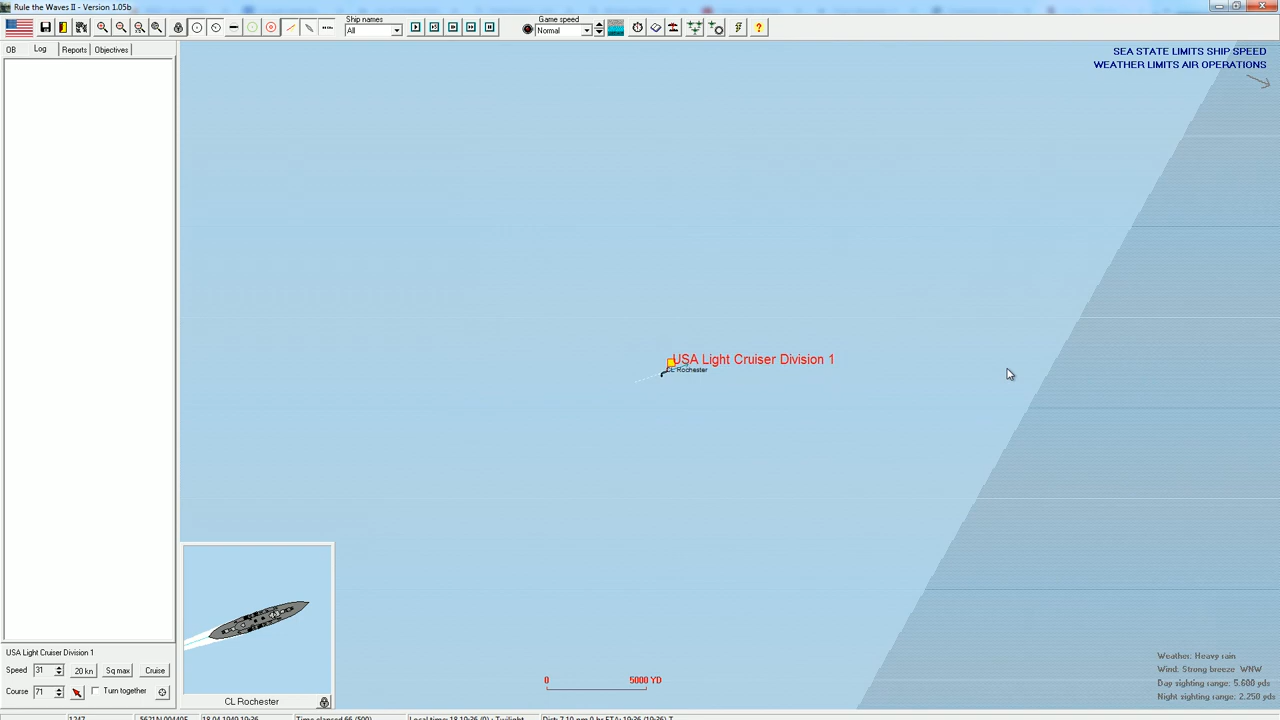 Rule the Waves II - Version 1.05b
Ship names
All
Game speed
Normal
OB Log Reports Objectives
SEA STATE LIMITS SHIP SPEED
WEATHER LIMITS AIR OPERATIONS
USA Light Cruiser Division 1
CL Rochester
USA Light Cruiser Division 1
Speed 31 20 kn Sq max Cruise
Course 71 Turn together
CL Rochester
0 5000 YD
Weather: Heavy rain
Wind: Strong breeze WNW
Day sighting range: 5.600 yds
Night sighting range: 2.250 yds